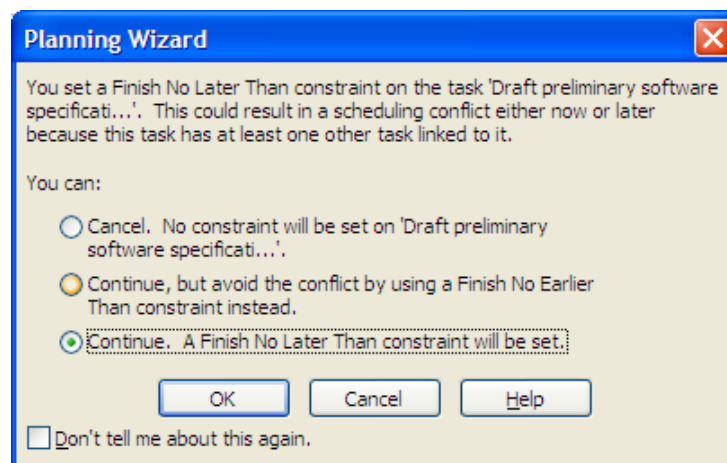 Planning Wizard
You set a Finish No Later Than constraint on the task 'Draft preliminary software
specificati...'.  This could result in a scheduling conflict either now or later
because this task has at least one other task linked to it.
You can:
Cancel.  No constraint will be set on 'Draft preliminary
software specificati...'.
Continue, but avoid the conflict by using a Finish No Earlier
Than constraint instead.
Continue.  A Finish No Later Than constraint will be set.
OK Cancel Help
Don't tell me about this again.